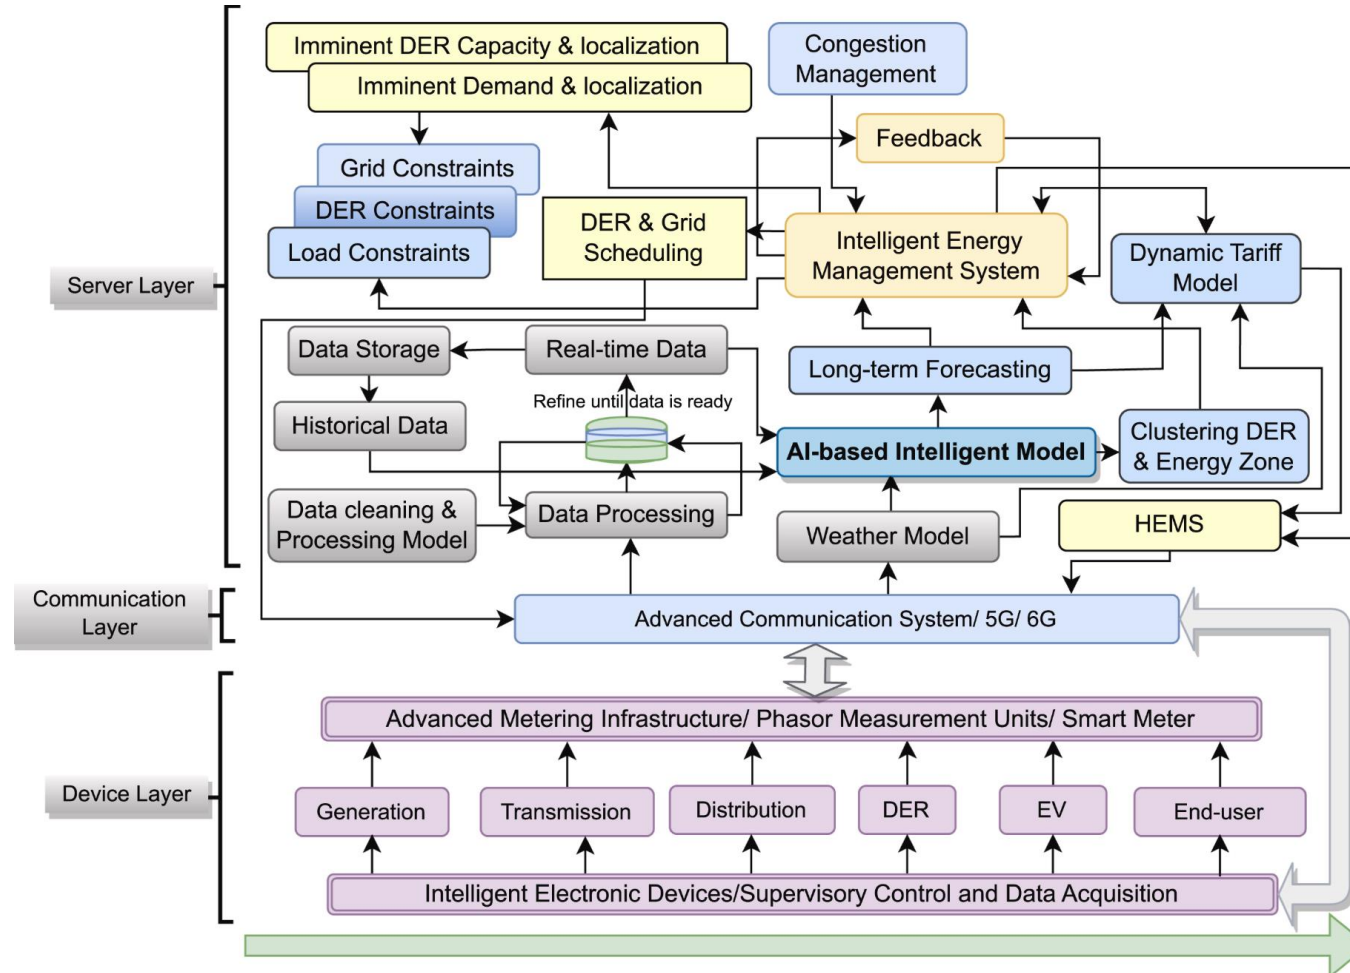 Imminent DER Capacity & localization
Imminent Demand & localization
Congestion
Management
Feedback
Grid Constraints
DER Constraints
Load Constraints
DER & Grid
Scheduling
Intelligent Energy
Management System
Dynamic Tariff
Model
Server Layer
Data Storage
Real-time Data
Long-term Forecasting
Refine until data is ready
Historical Data
AI-based Intelligent Model
Clustering DER
& Energy Zone
Data cleaning &
Processing Model
Data Processing
Weather Model
HEMS
Communication
Layer
Advanced Communication System/ 5G/ 6G
Advanced Metering Infrastructure/ Phasor Measurement Units/ Smart Meter
Device Layer
Generation
Transmission
Distribution
DER
EV
End-user
Intelligent Electronic Devices/Supervisory Control and Data Acquisition